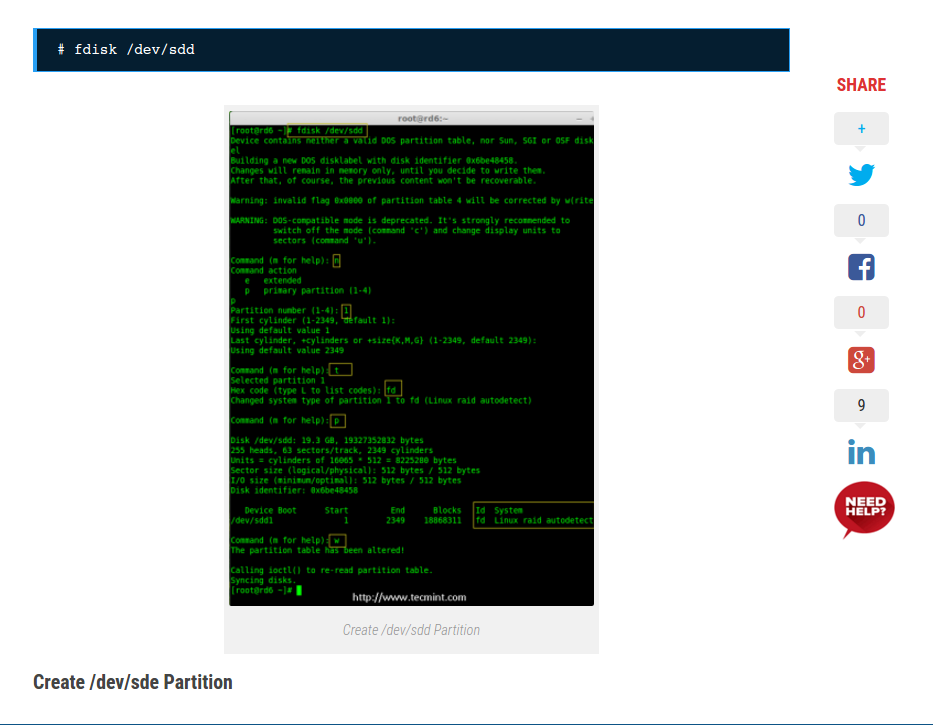 # fdisk /dev/sdd
SHARE
+
0
0
9
in
NEED
HELP?
root@rd6:~
[root@rd6 ~]# fdisk /dev/sdd
Device contains neither a valid DOS partition table, nor Sun, SGI or OSF disk
el
Building a new DOS disklabel with disk identifier 0x6be48458.
Changes will remain in memory only, until you decide to write them.
After that, of course, the previous content won't be recoverable.
Warning: invalid flag 0x0000 of partition table 4 will be corrected by w(rite
WARNING: DOS-compatible mode is deprecated. It's strongly recommended to
switch off the mode (command 'c') and change display units to
sectors (command 'u').
Command (m for help): n
Command action
e extended
p primary partition (1-4)
p
Partition number (1-4): 1
First cylinder (1-2349, default 1):
Using default value 1
Last cylinder, +cylinders or +size{K,M,G} (1-2349, default 2349):
Using default value 2349
Command (m for help): t
Selected partition 1
Hex code (type L to list codes): fd
Changed system type of partition 1 to fd (Linux raid autodetect)
Command (m for help): p
Disk /dev/sdd: 19.3 GB, 19327352832 bytes
255 heads, 63 sectors/track, 2349 cylinders
Units = cylinders of 16065 * 512 = 8225280 bytes
Sector size (logical/physical): 512 bytes / 512 bytes
I/O size (minimum/optimal): 512 bytes / 512 bytes
Disk identifier: 0x6be48458
Device Boot Start End Blocks Id System
/dev/sdd1 1 2349 18868311 fd Linux raid autodetect
Command (m for help): w
The partition table has been altered!
Calling ioctl() to re-read partition table.
Syncing disks.
[root@rd6 ~]#
http://www.tecmint.com
Create /dev/sdd Partition
Create /dev/sde Partition